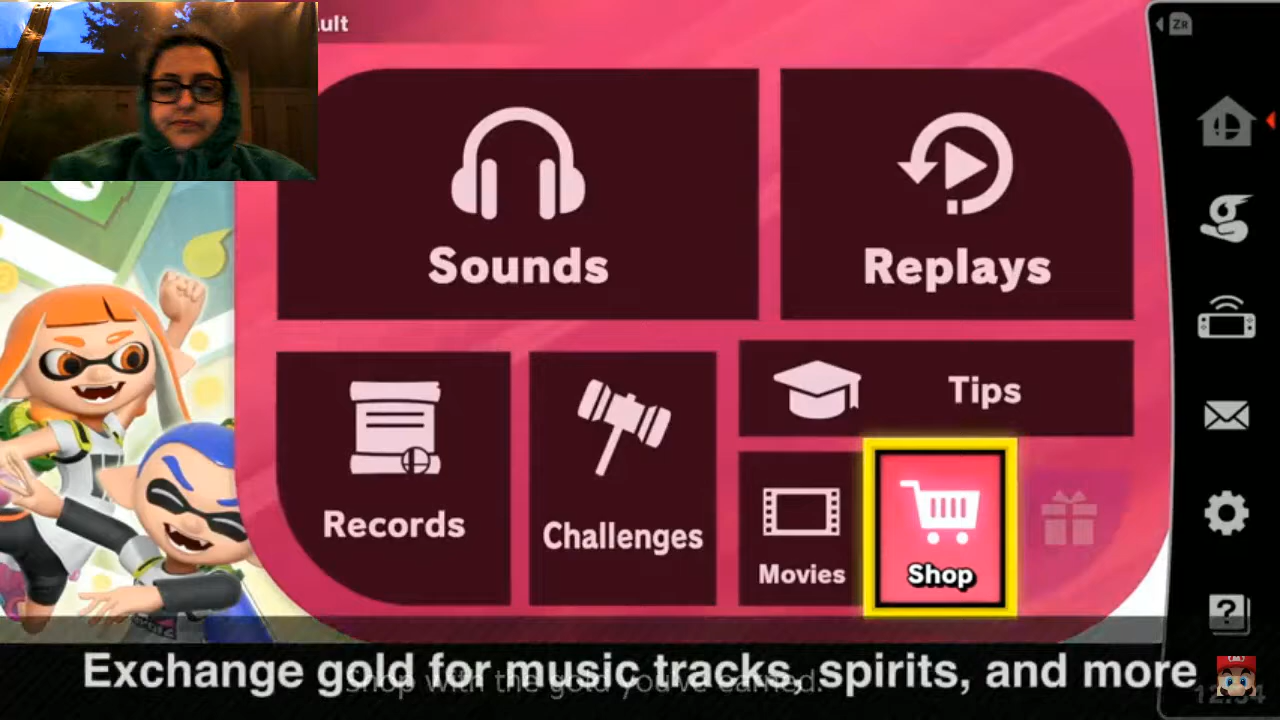 ult
ZR
Sounds
Replays
Tips
Records
Challenges
Movies
Shop
Exchange gold for music tracks, spirits, and more
Shop with the gold you've earned.